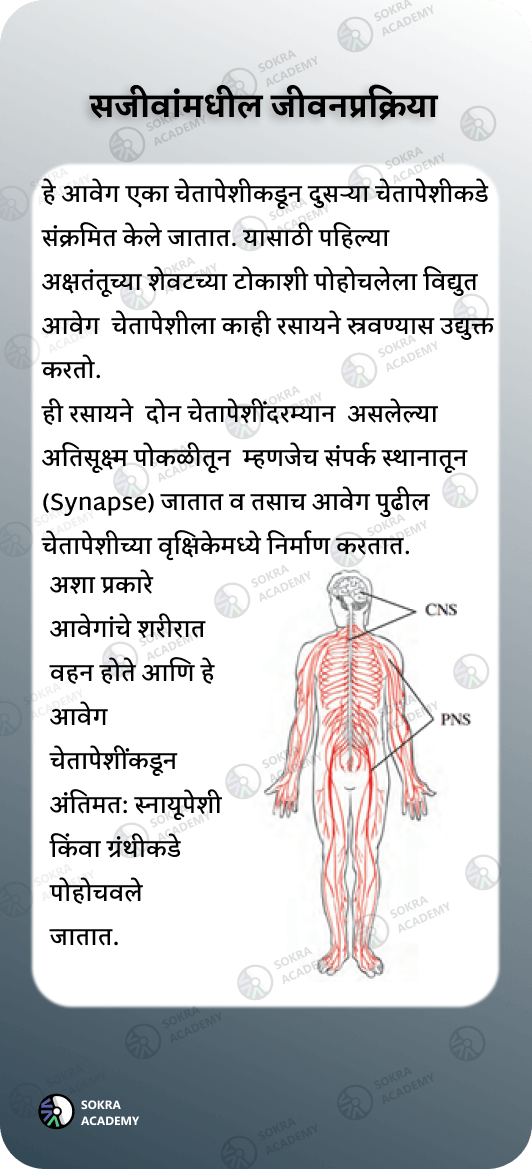 सजीवांमधील जीवनप्रक्रिया
हे आवेग एका चेतापेशीकडून दुसऱ्या चेतापेशीकडे
संक्रमित केले जातात. यासाठी पहिल्या
अक्षतंतूच्या शेवटच्या टोकाशी पोहोचलेला विद्युत
आवेग चेतापेशीला काही रसायने स्रवण्यास उद्युक्त
करतो.
ही रसायने दोन चेतापेशींदरम्यान असलेल्या
अतिसूक्ष्म पोकळीतून म्हणजेच संपर्क स्थानातून
(Synapse) जातात व तसाच आवेग पुढील
चेतापेशीच्या वृक्षिकेमध्ये निर्माण करतात.
अशा प्रकारे
आवेगांचे शरीरात
वहन होते आणि हे
आवेग
चेतापेशींकडून
अंतिमत: स्नायूपेशी
किंवा ग्रंथीकडे
पोहोचवले
जातात.
CNS
PNS
SOKRA
ACADEMY